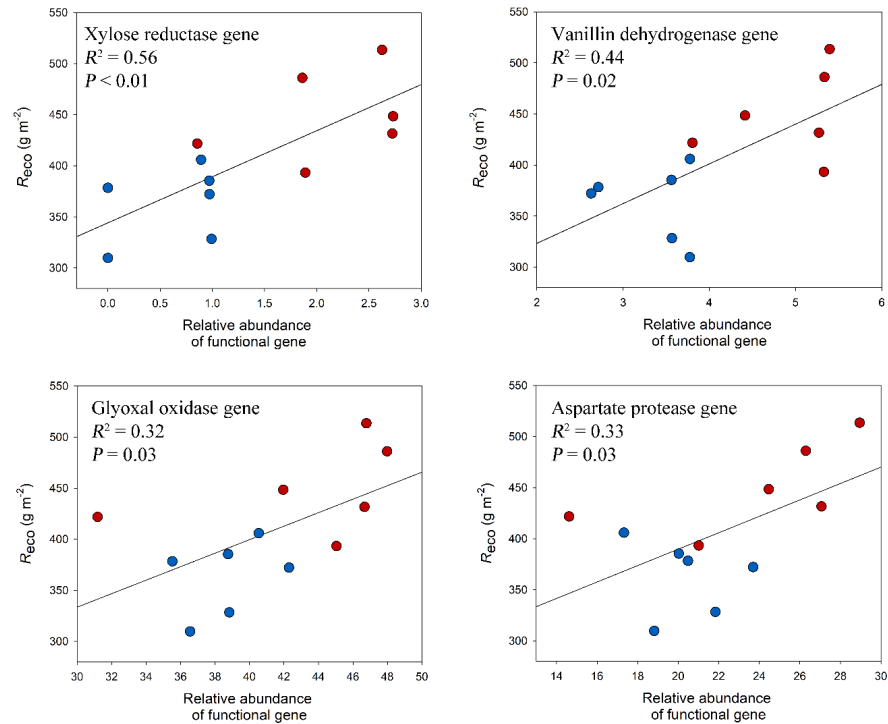 Xylose reductase gene
R² = 0.56
P < 0.01
550
500
450
400
350
300
Reco (g m⁻²)
0.0 0.5 1.0 1.5 2.0 2.5 3.0
Relative abundance
of functional gene
Vanillin dehydrogenase gene
R² = 0.44
P = 0.02
550
500
450
400
350
300
Reco (g m⁻²)
2 3 4 5 6
Relative abundance
of functional gene
Glyoxal oxidase gene
R² = 0.32
P = 0.03
550
500
450
400
350
300
Reco (g m⁻²)
30 32 34 36 38 40 42 44 46 48 50
Relative abundance
of functional gene
Aspartate protease gene
R² = 0.33
P = 0.03
550
500
450
400
350
300
Reco (g m⁻²)
14 16 18 20 22 24 26 28 30
Relative abundance
of functional gene